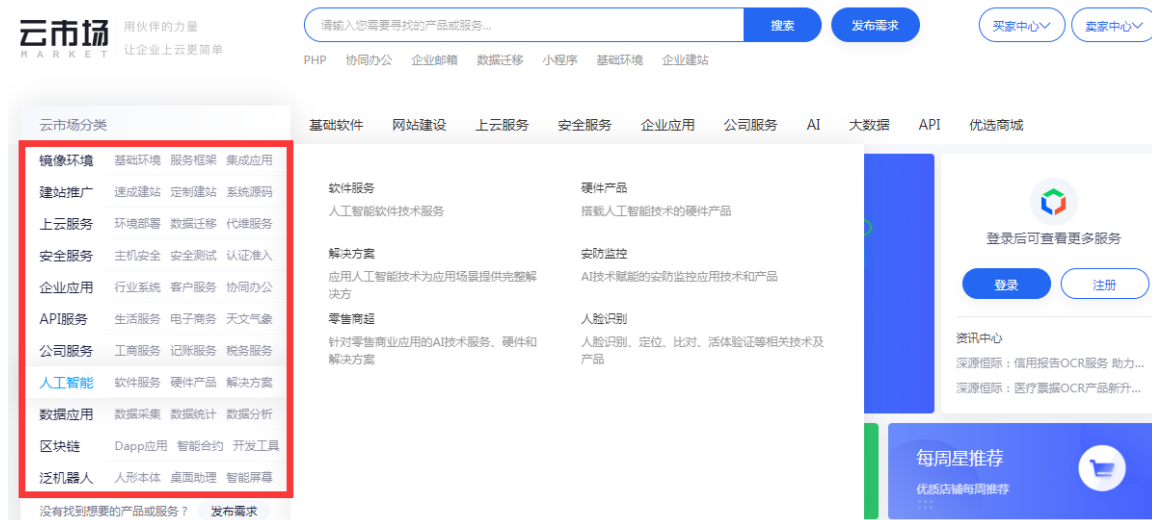 云市场
MARKET
用伙伴的力量
让企业上云更简单
请输入您需要寻找的产品或服务...
搜索
发布需求
买家中心
卖家中心
PHP 协同办公 企业邮箱 数据迁移 小程序 基础环境 企业建站
云市场分类
基础软件 网站建设 上云服务 安全服务 企业应用 公司服务 AI 大数据 API 优选商城
镜像环境 基础环境 服务框架 集成应用
建站推广 速成建站 定制建站 系统源码
上云服务 环境部署 数据迁移 代维服务
安全服务 主机安全 安全测试 认证准入
企业应用 行业系统 客户服务 协同办公
API服务 生活服务 电子商务 天文气象
公司服务 工商服务 记账服务 税务服务
人工智能 软件服务 硬件产品 解决方案
数据应用 数据采集 数据统计 数据分析
区块链 Dapp应用 智能合约 开发工具
泛机器人 人形本体 桌面助理 智能屏幕
没有找到想要的产品或服务？ 发布需求
软件服务
人工智能软件技术服务
硬件产品
搭载人工智能技术的硬件产品
解决方案
应用人工智能技术为应用场景提供完整解
决方
安防监控
AI技术赋能的安防监控应用技术和产品
零售商超
针对零售商业应用的AI技术服务、硬件和
解决方案
人脸识别
人脸识别、定位、比对、活体验证等相关技术及
产品
登录后可查看更多服务
登录
注册
资讯中心
深源恒际：信用报告OCR服务 助力...
深源恒际：医疗票据OCR产品新升...
每周星推荐
优质店铺每周推荐